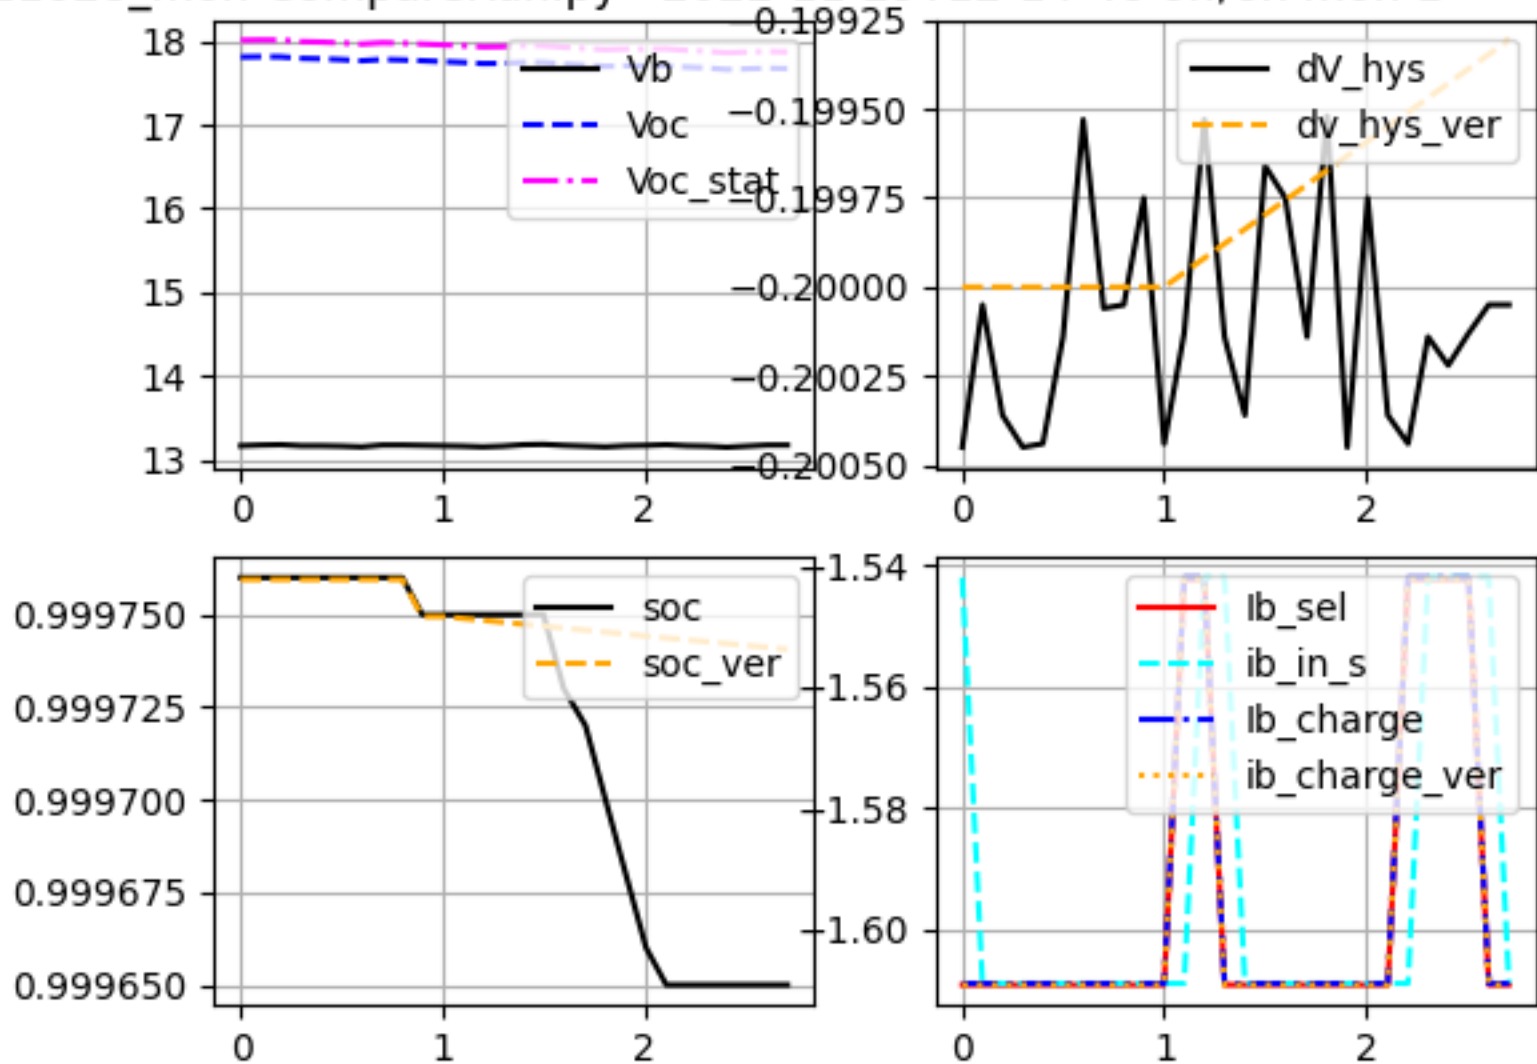 18
17
16
15
14
13
0 1 2
Vb
Voc
Voc_stat
−0.19925
−0.19950
−0.19975
−0.20000
−0.20025
−0.20050
0 1 2
dV_hys
dv_hys_ver
0.999750
0.999725
0.999700
0.999675
0.999650
0 1 2
soc
soc_ver
−1.54
−1.56
−1.58
−1.60
0 1 2
Ib_sel
ib_in_s
Ib_charge
ib_charge_ver